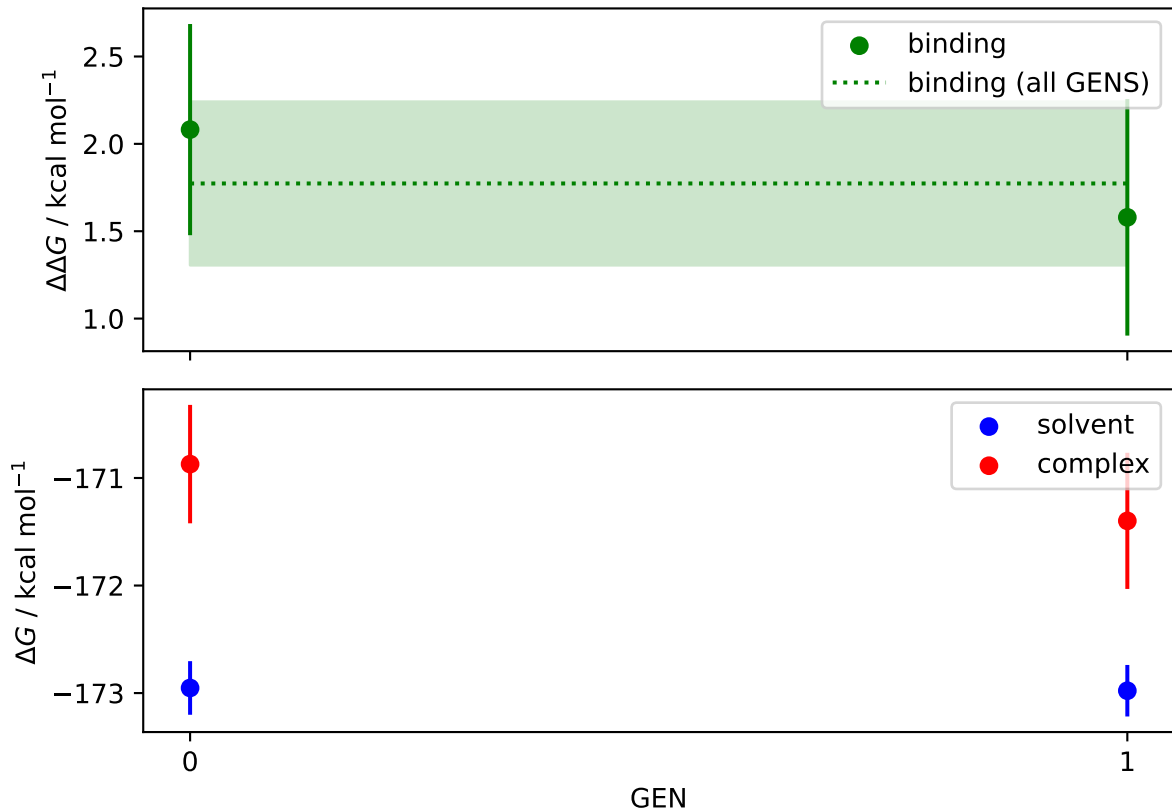 binding
binding (all GENS)
2.5
2.0
1.5
1.0
ΔΔG / kcal mol⁻¹
solvent
complex
−171
−172
−173
ΔG / kcal mol⁻¹
0
1
GEN